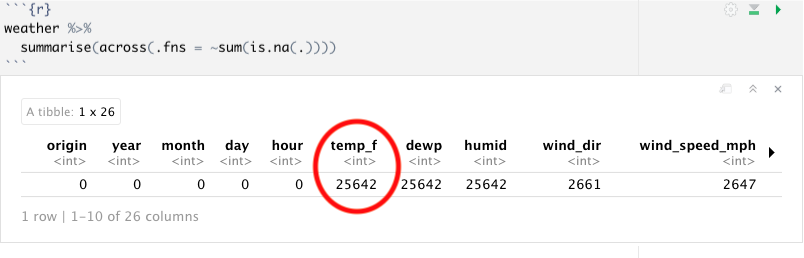 ```{r}
weather %>%
summarise(across(.fns = ~sum(is.na(.))))
```
A tibble: 1 x 26
origin year month day hour temp_f dewp humid wind_dir wind_speed_mph
<int> <int> <int> <int> <int> <int> <int> <int> <int> <int>
0 0 0 0 0 25642 25642 25642 2661 2647
1 row | 1-10 of 26 columns